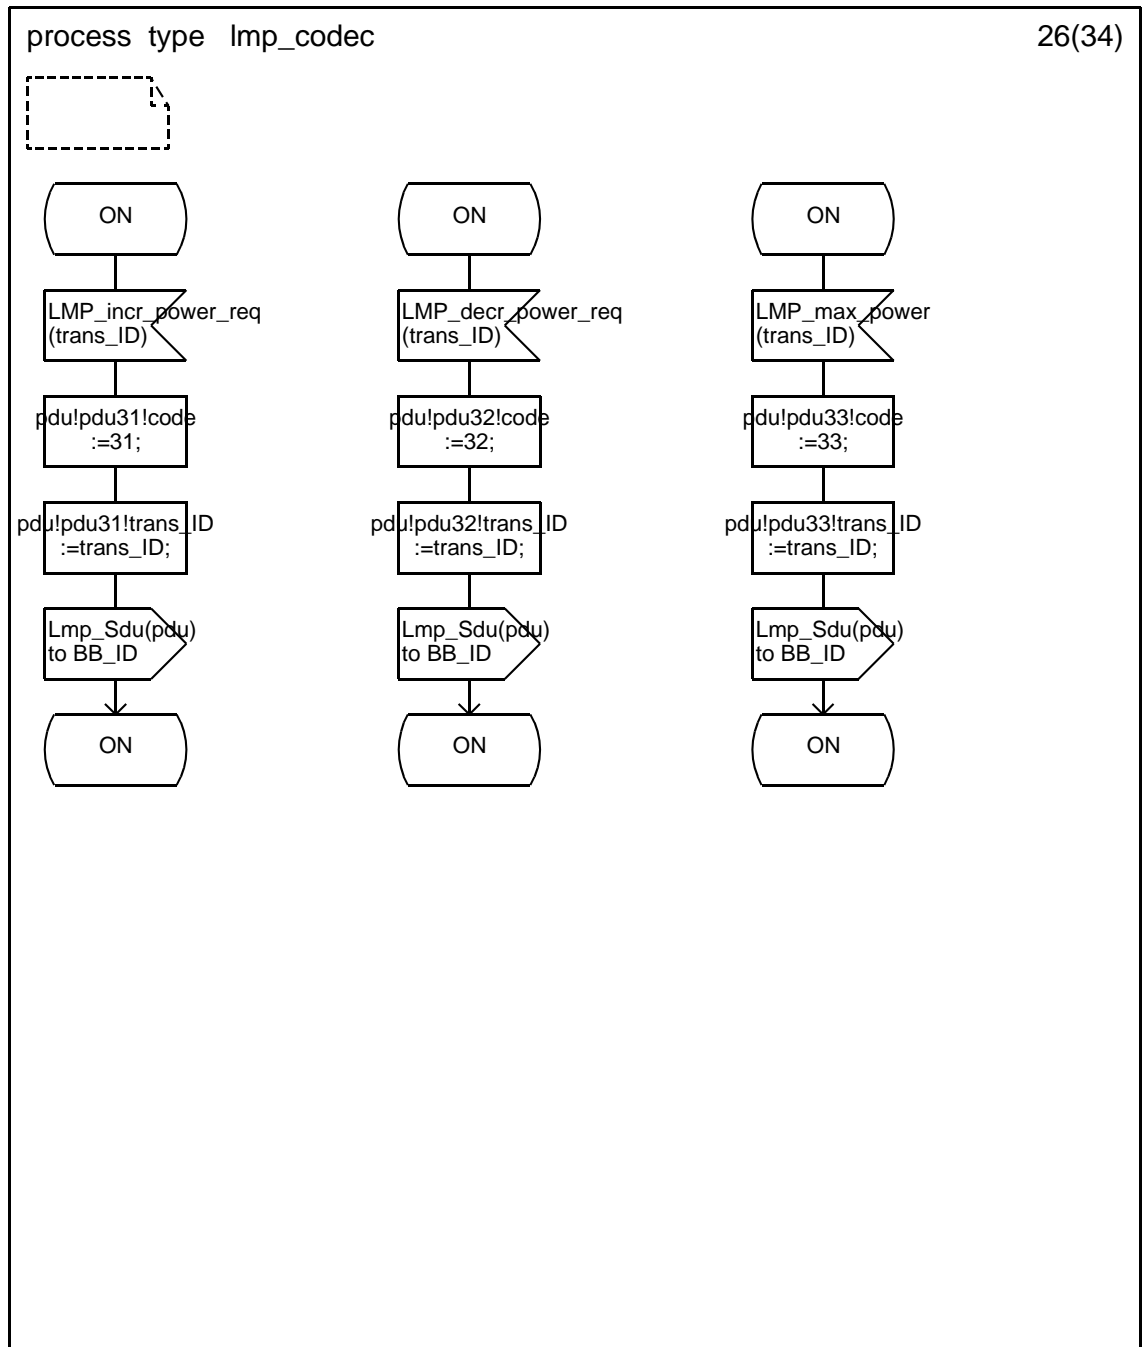 process type lmp_codec
26(34)
ON
LMP_incr_power_req
(trans_ID)
pdu!pdu31!code
:=31;
pdu!pdu31!trans_ID
:=trans_ID;
Lmp_Sdu(pdu)
to BB_ID
ON
ON
LMP_decr_power_req
(trans_ID)
pdu!pdu32!code
:=32;
pdu!pdu32!trans_ID
:=trans_ID;
Lmp_Sdu(pdu)
to BB_ID
ON
ON
LMP_max_power
(trans_ID)
pdu!pdu33!code
:=33;
pdu!pdu33!trans_ID
:=trans_ID;
Lmp_Sdu(pdu)
to BB_ID
ON